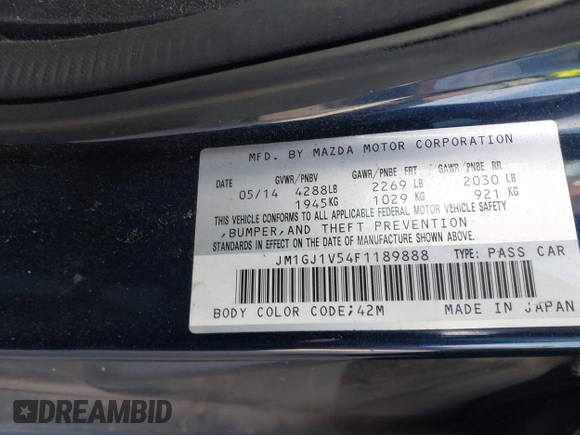 MFD. BY MAZDA MOTOR CORPORATION
DATE GVWR/PNBV GAWR/PNBE FRT GAWR/PNBE RR
05/14 4288LB 2269 LB 2030 LB
1945KG 1029 KG 921 KG
THIS VEHICLE CONFORMS TO ALL APPLICABLE FEDERAL MOTOR VEHICLE SAFETY
,BUMPER,AND THEFT PREVENTION
STANDARDS IN EFFECT ON DATE OF MANUFACTURE SHOWN ABOVE.
JM1GJ1V54F1189888 TYPE: PASS CAR
BODY COLOR CODE;42M MADE IN JAPAN
DREAMBID